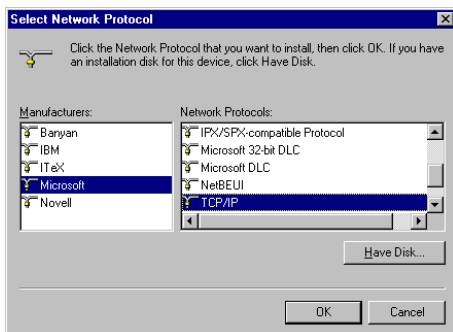 Select Network Protocol
Click the Network Protocol that you want to install, then click OK. If you have
an installation disk for this device, click Have Disk.
Manufacturers:
Banyan
IBM
ITeX
Microsoft
Novell
Network Protocols:
IPX/SPX-compatible Protocol
Microsoft 32-bit DLC
Microsoft DLC
NetBEUI
TCP/IP
Have Disk...
OK
Cancel